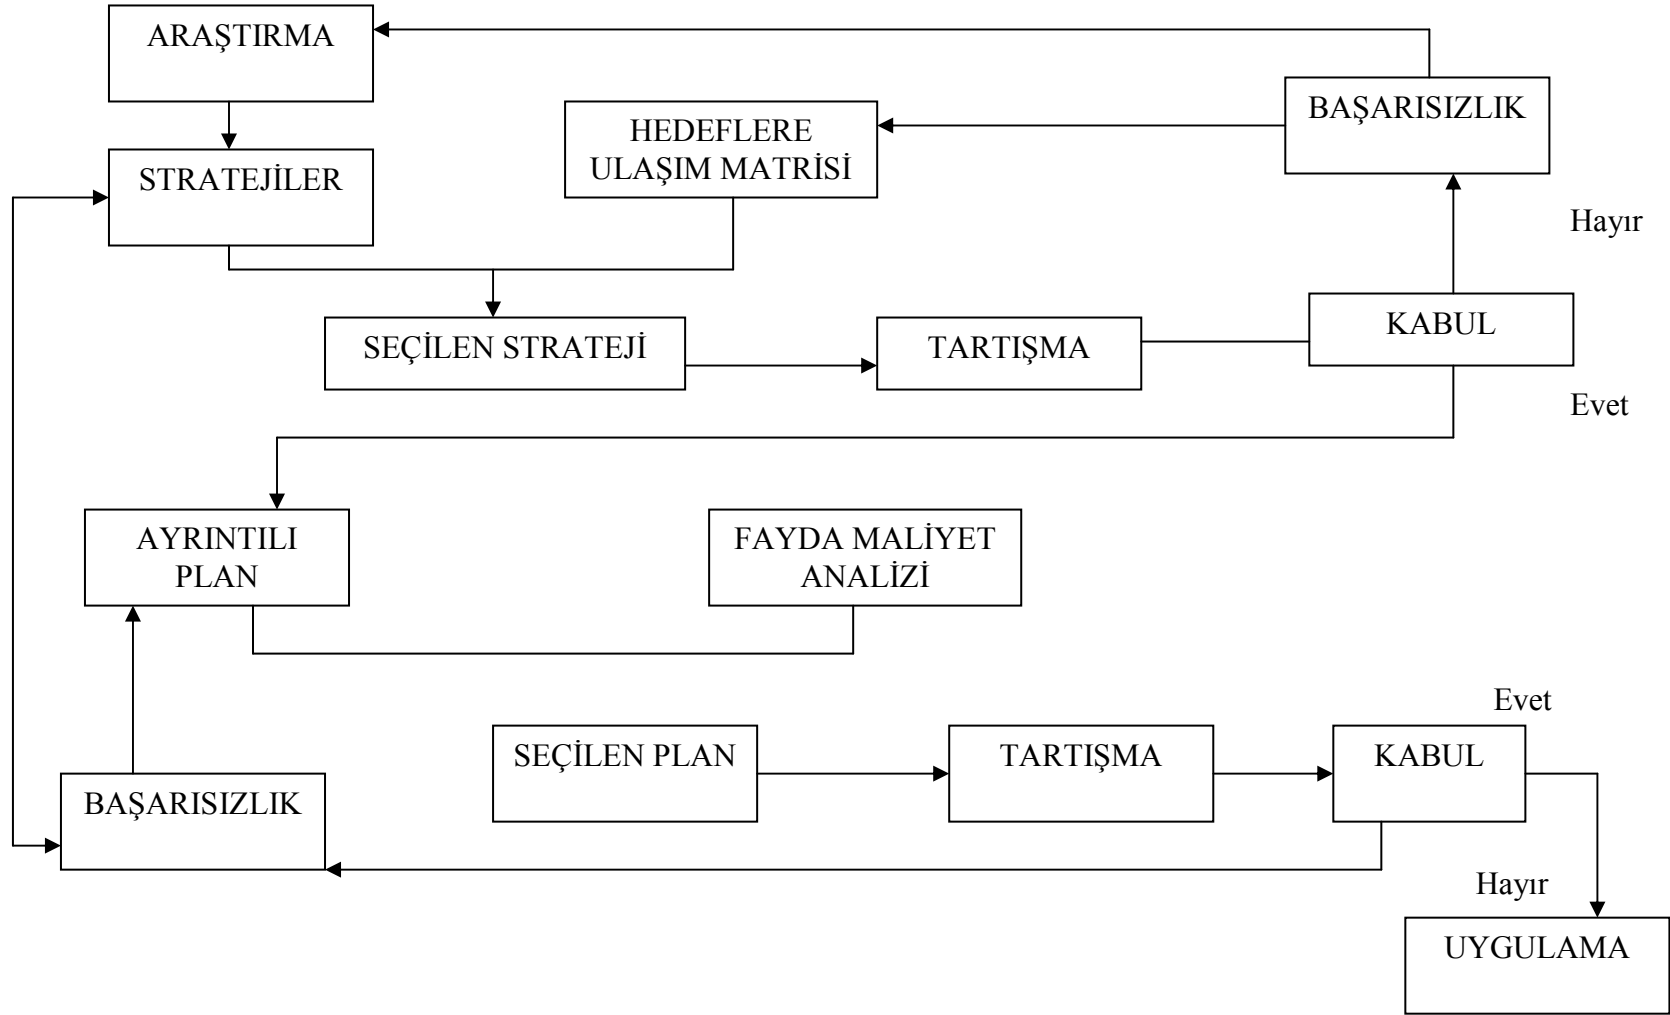 ARAŞTIRMA
BAŞARISIZLIK
HEDEFLERE
ULAŞIM MATRİSİ
STRATEJİLER
Hayır
KABUL
SEÇİLEN STRATEJİ
TARTIŞMA
Evet
AYRINTILI
PLAN
FAYDA MALİYET
ANALİZİ
Evet
SEÇİLEN PLAN
TARTIŞMA
KABUL
BAŞARISIZLIK
Hayır
UYGULAMA